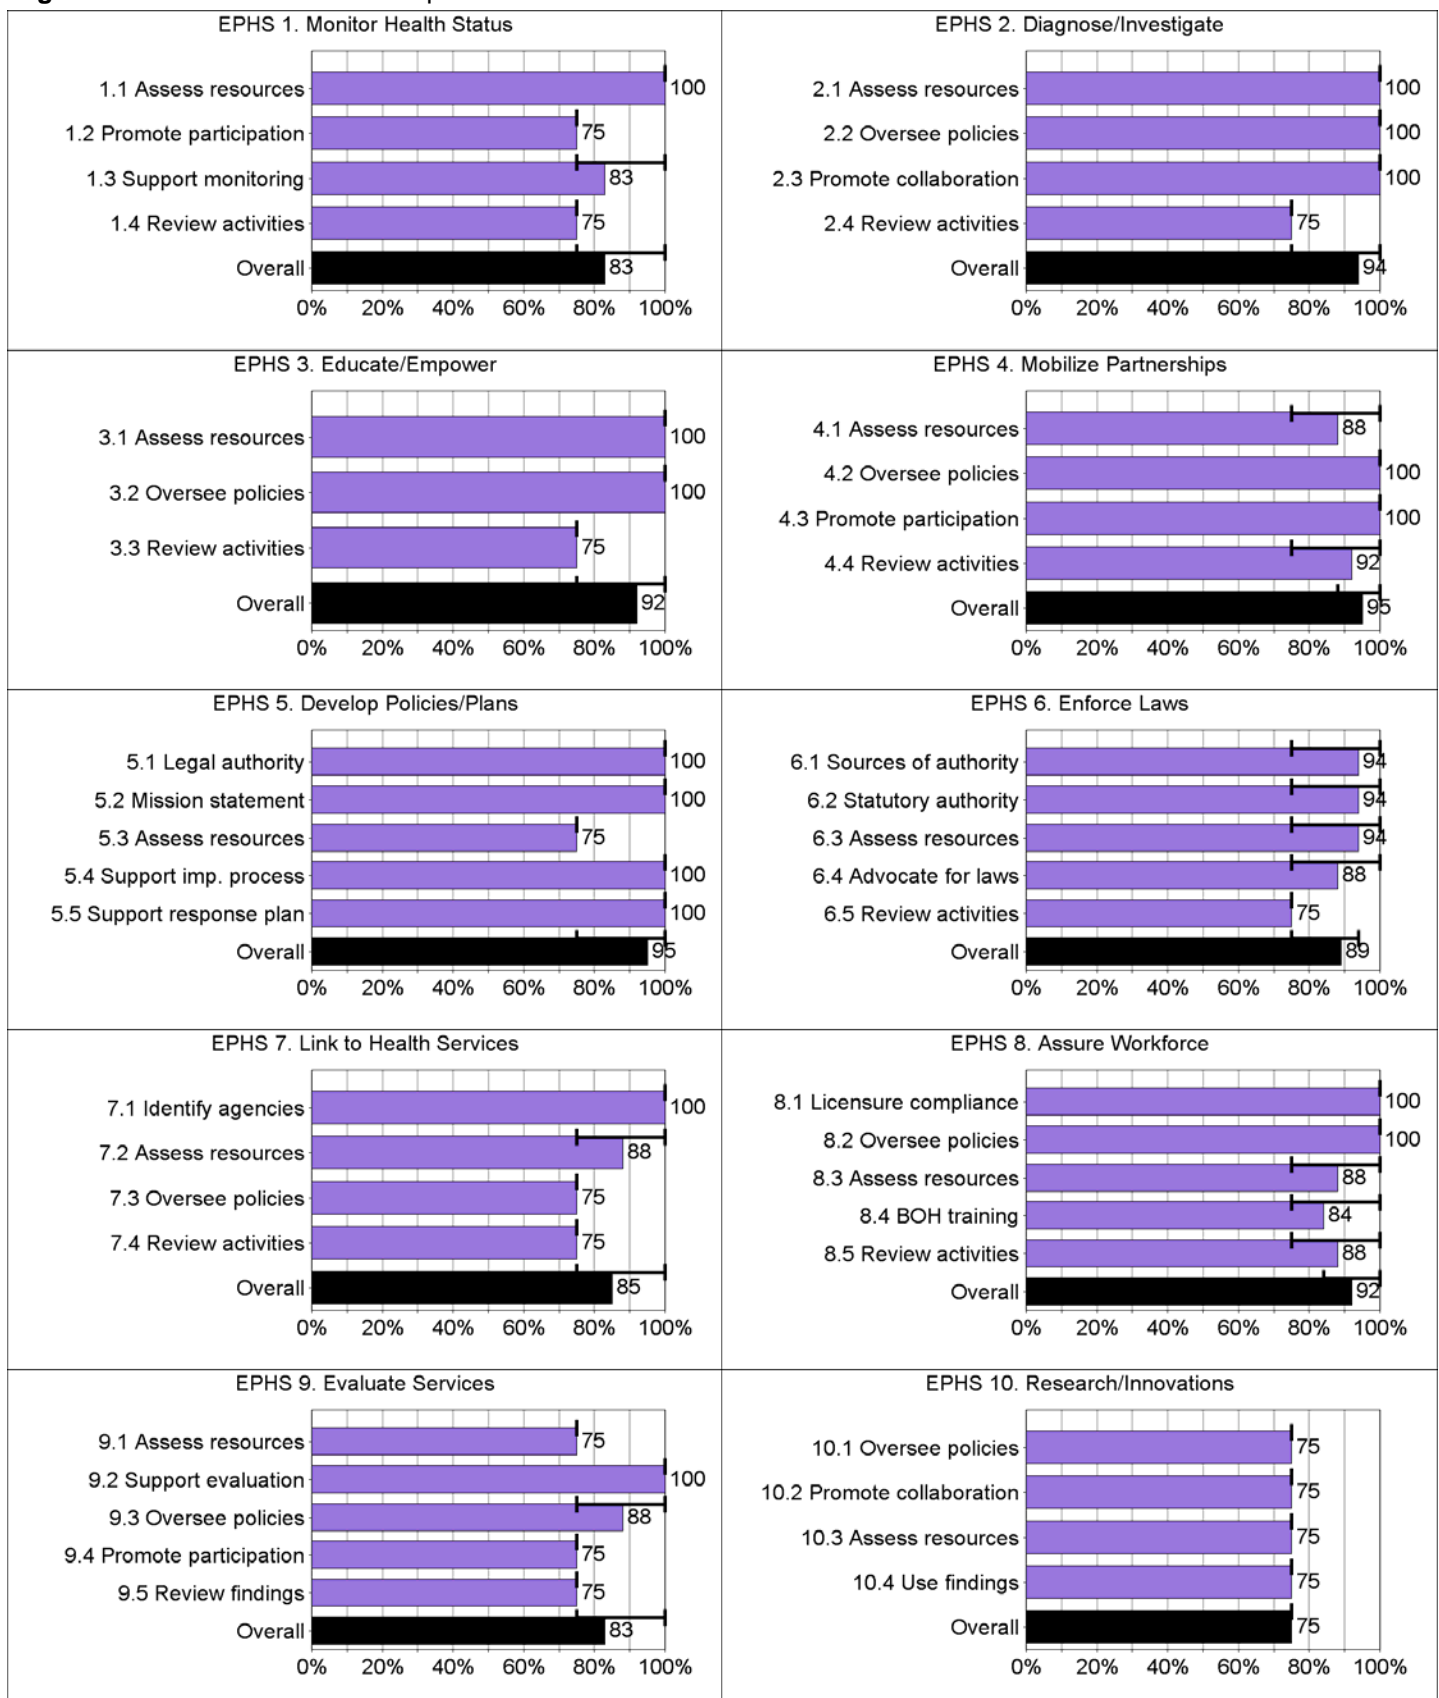 EPHS 1. Monitor Health Status
1.1 Assess resources 100
1.2 Promote participation 75
1.3 Support monitoring 83
1.4 Review activities 75
Overall 83
0% 20% 40% 60% 80% 100%
EPHS 2. Diagnose/Investigate
2.1 Assess resources 100
2.2 Oversee policies 100
2.3 Promote collaboration 100
2.4 Review activities 75
Overall 94
0% 20% 40% 60% 80% 100%
EPHS 3. Educate/Empower
3.1 Assess resources 100
3.2 Oversee policies 100
3.3 Review activities 75
Overall 92
0% 20% 40% 60% 80% 100%
EPHS 4. Mobilize Partnerships
4.1 Assess resources 88
4.2 Oversee policies 100
4.3 Promote participation 100
4.4 Review activities 92
Overall 95
0% 20% 40% 60% 80% 100%
EPHS 5. Develop Policies/Plans
5.1 Legal authority 100
5.2 Mission statement 100
5.3 Assess resources 75
5.4 Support imp. process 100
5.5 Support response plan 100
Overall 95
0% 20% 40% 60% 80% 100%
EPHS 6. Enforce Laws
6.1 Sources of authority 94
6.2 Statutory authority 94
6.3 Assess resources 94
6.4 Advocate for laws 88
6.5 Review activities 75
Overall 89
0% 20% 40% 60% 80% 100%
EPHS 7. Link to Health Services
7.1 Identify agencies 100
7.2 Assess resources 88
7.3 Oversee policies 75
7.4 Review activities 75
Overall 85
0% 20% 40% 60% 80% 100%
EPHS 8. Assure Workforce
8.1 Licensure compliance 100
8.2 Oversee policies 100
8.3 Assess resources 88
8.4 BOH training 84
8.5 Review activities 88
Overall 92
0% 20% 40% 60% 80% 100%
EPHS 9. Evaluate Services
9.1 Assess resources 75
9.2 Support evaluation 100
9.3 Oversee policies 88
9.4 Promote participation 75
9.5 Review findings 75
Overall 83
0% 20% 40% 60% 80% 100%
EPHS 10. Research/Innovations
10.1 Oversee policies 75
10.2 Promote collaboration 75
10.3 Assess resources 75
10.4 Use findings 75
Overall 75
0% 20% 40% 60% 80% 100%